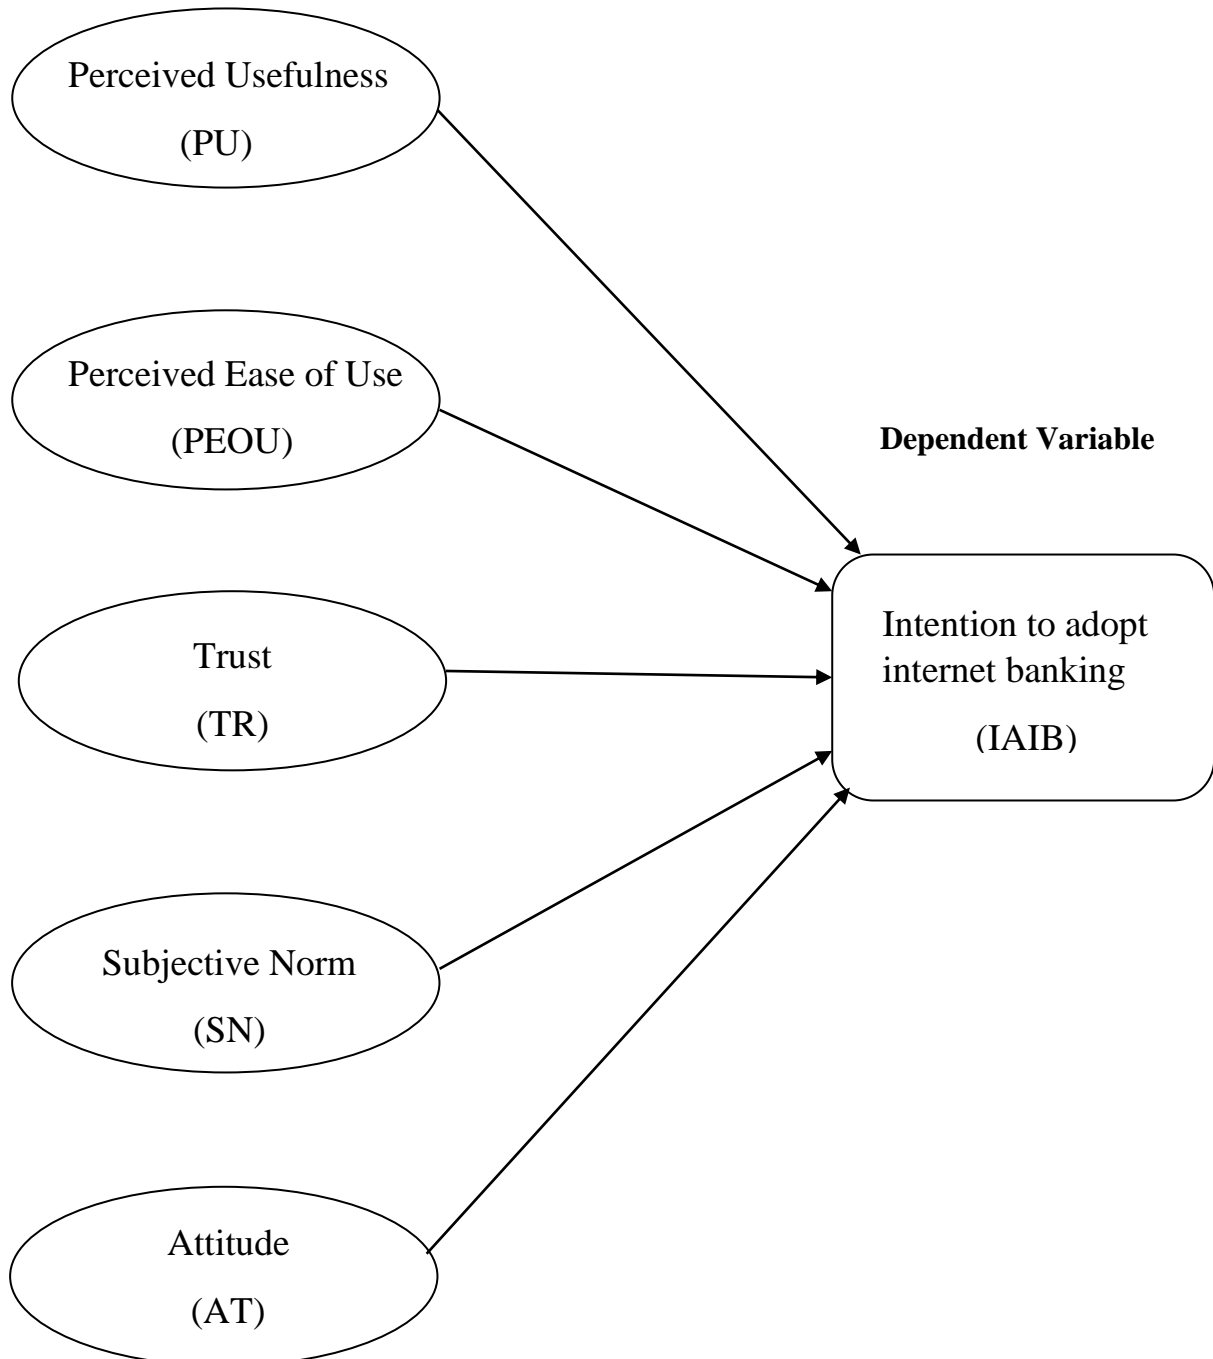 Perceived Usefulness
(PU)
Perceived Ease of Use
(PEOU)
Dependent Variable
Trust
(TR)
Intention to adopt
internet banking
(IAIB)
Subjective Norm
(SN)
Attitude
(AT)